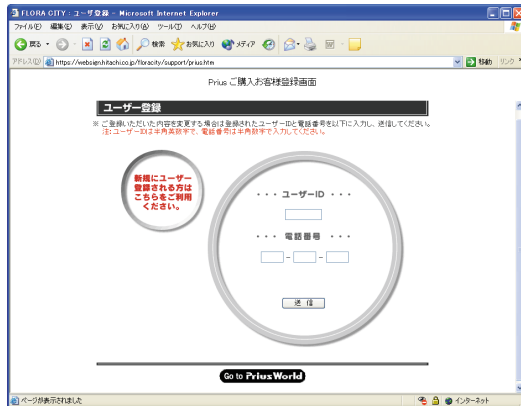 FLORA CITY : ユーザ登録 - Microsoft Internet Explorer
ファイル(F) 編集(E) 表示(V) お気に入り(A) ツール(T) ヘルプ(H)
戻る 検索 お気に入り メディア
アドレス(D) https://websign.hitachi.co.jp/floracity/support/prius.htm 移動 リンク
Prius ご購入お客様登録画面
ユーザー登録
※ ご登録いただいた内容を変更する場合は登録されたユーザーIDと電話番号を以下に入力し、送信してください。
注:ユーザーIDは半角英数字で、電話番号は半角数字で入力してください。
新規にユーザー
登録される方は
こちらをご利用
ください。
・・・ ユーザーID ・・・
・・・ 電話番号 ・・・
- -
送 信
Go to PriusWorld
ページが表示されました インターネット